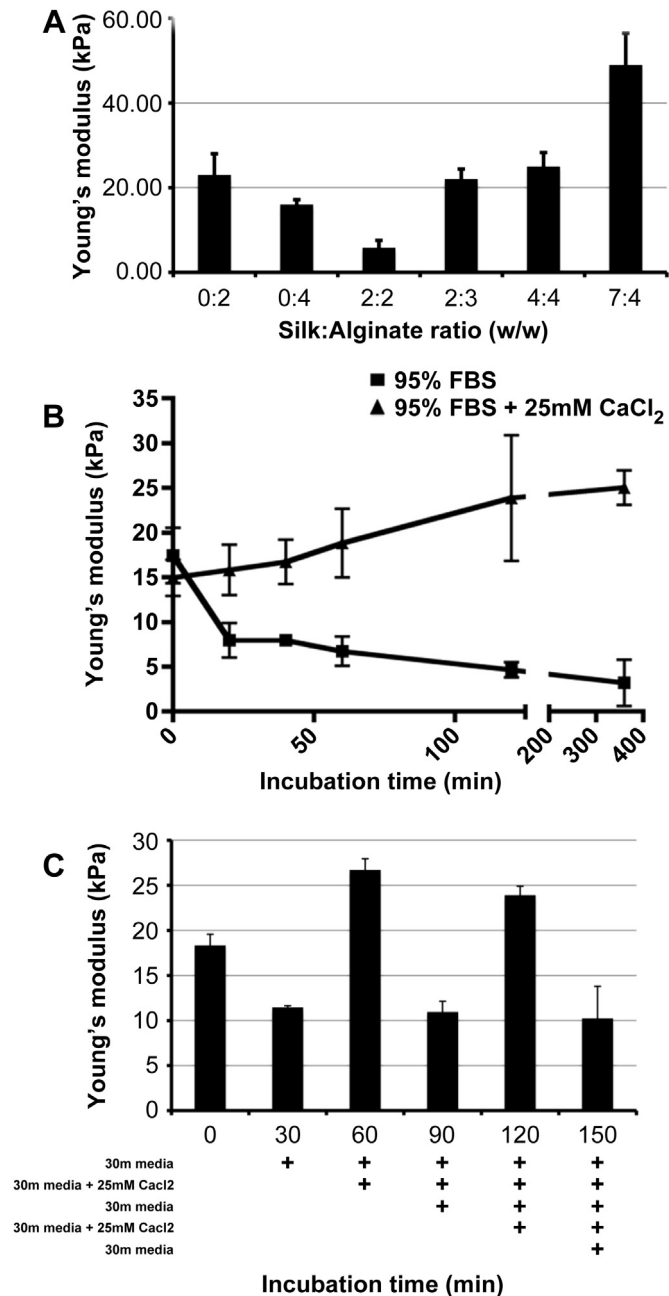 A
Young's modulus (kPa)
60.00
40.00
20.00
0.00
0:2 0:4 2:2 2:3 4:4 7:4
Silk:Alginate ratio (w/w)
B
95% FBS
95% FBS + 25mM CaCl2
Young's modulus (kPa)
35
30
25
20
15
10
5
0
0 50 100 200 300 400
Incubation time (min)
C
Young's modulus (kPa)
30
25
20
15
10
5
0
0 30 60 90 120 150
30m media + + + + +
30m media + 25mM Cacl2 + + + +
30m media + + +
30m media + 25mM Cacl2 + +
30m media +
Incubation time (min)